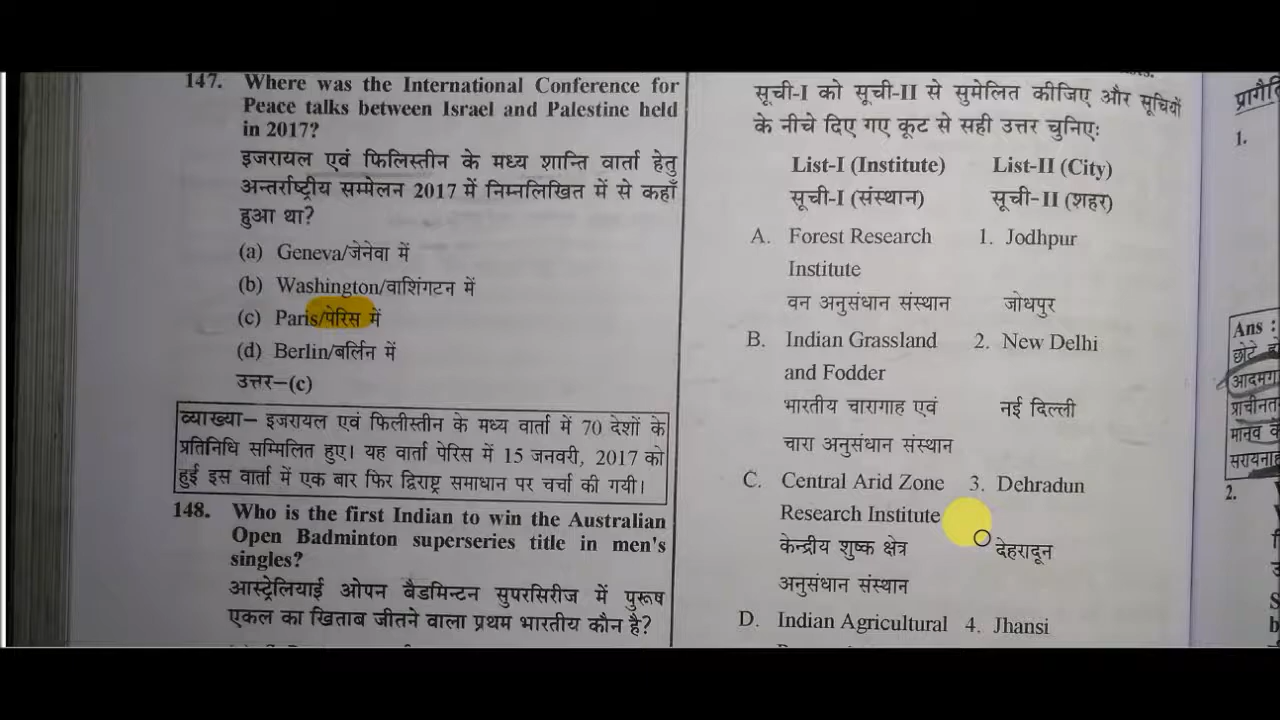 147. Where was the International Conference for
Peace talks between Israel and Palestine held
in 2017?
इजरायल एवं फिलिस्तीन के मध्य शान्ति वार्ता हेतु
अन्तर्राष्ट्रीय सम्मेलन 2017 में निम्नलिखित में से कहाँ
हुआ था?
(a) Geneva/जेनेवा में
(b) Washington/वाशिंगटन में
(c) Paris/पेरिस में
(d) Berlin/बर्लिन में
उत्तर–(c)
व्याख्या– इजरायल एवं फिलीस्तीन के मध्य वार्ता में 70 देशों के
प्रतिनिधि सम्मिलित हुए। यह वार्ता पेरिस में 15 जनवरी, 2017 को
हुई इस वार्ता में एक बार फिर द्विराष्ट्र समाधान पर चर्चा की गयी।
148. Who is the first Indian to win the Australian
Open Badminton superseries title in men's
singles?
आस्ट्रेलियाई ओपन बैडमिन्टन सुपरसिरीज में पुरूष
एकल का खिताब जीतने वाला प्रथम भारतीय कौन है?
सूची-I को सूची-II से सुमेलित कीजिए और सूचियों
के नीचे दिए गए कूट से सही उत्तर चुनिए:
List-I (Institute) List-II (City)
सूची-I (संस्थान) सूची-II (शहर)
A. Forest Research 1. Jodhpur
Institute
वन अनुसंधान संस्थान जोधपुर
B. Indian Grassland 2. New Delhi
and Fodder
भारतीय चारागाह एवं नई दिल्ली
चारा अनुसंधान संस्थान
C. Central Arid Zone 3. Dehradun
Research Institute
केन्द्रीय शुष्क क्षेत्र देहरादून
अनुसंधान संस्थान
D. Indian Agricultural 4. Jhansi
1.
Ans :
छोटे
मानव
2.